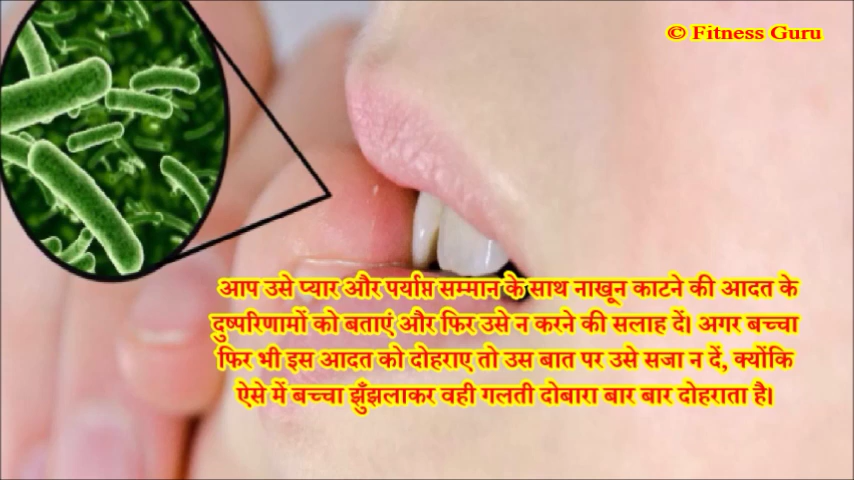 © Fitness Guru
आप उसे प्यार और पर्याप्त सम्मान के साथ नाखून काटने की आदत के
दुष्परिणामों को बताएं और फिर उसे न करने की सलाह दें। अगर बच्चा
फिर भी इस आदत को दोहराए तो उस बात पर उसे सजा न दें, क्योंकि
ऐसे में बच्चा झुँझलाकर वही गलती दोबारा बार बार दोहराता है।